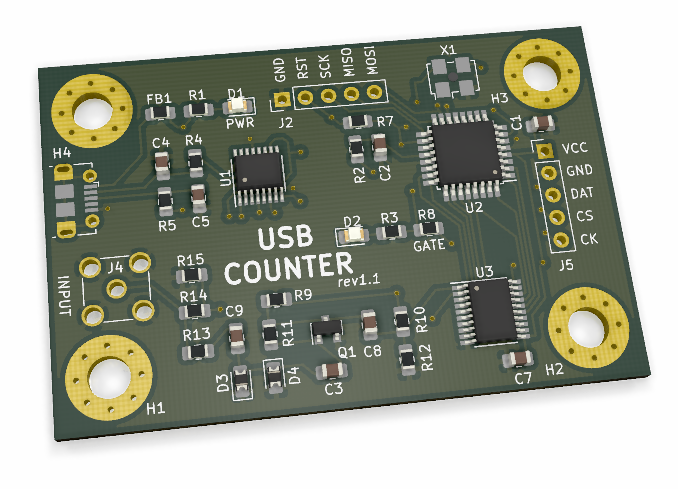 X1
GND
RST
SCK
MISO
MOSI
H3
FB1
R1
D1
PWR
J2
R7
C1
VCC
H4
C4
R4
U1
R2
C2
U2
GND
DAT
CS
CK
J5
R5
C5
D2
R3
R8
GATE
USB
COUNTER
rev1.1
INPUT
J4
R15
R14
R13
C9
R9
R11
U3
Q1
C8
R10
R12
D3
D4
C3
C7
H2
H1